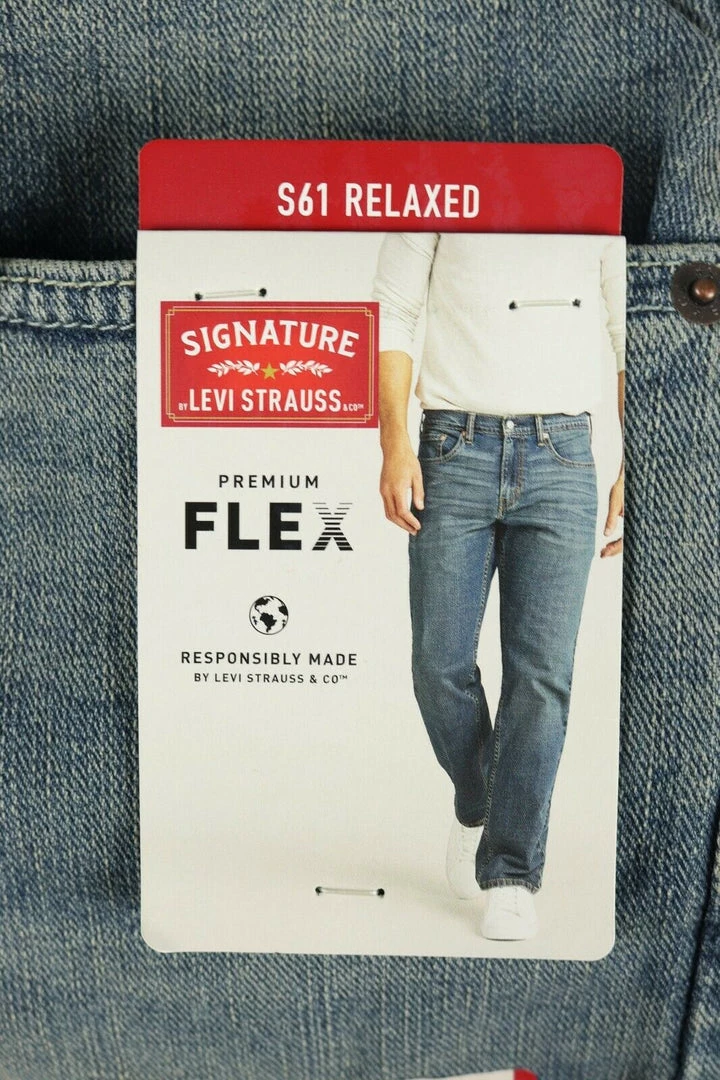 S61 RELAXED
SIGNATURE
BY LEVI STRAUSS & CO™
PREMIUM
FLEX
RESPONSIBLY MADE
BY LEVI STRAUSS & CO™